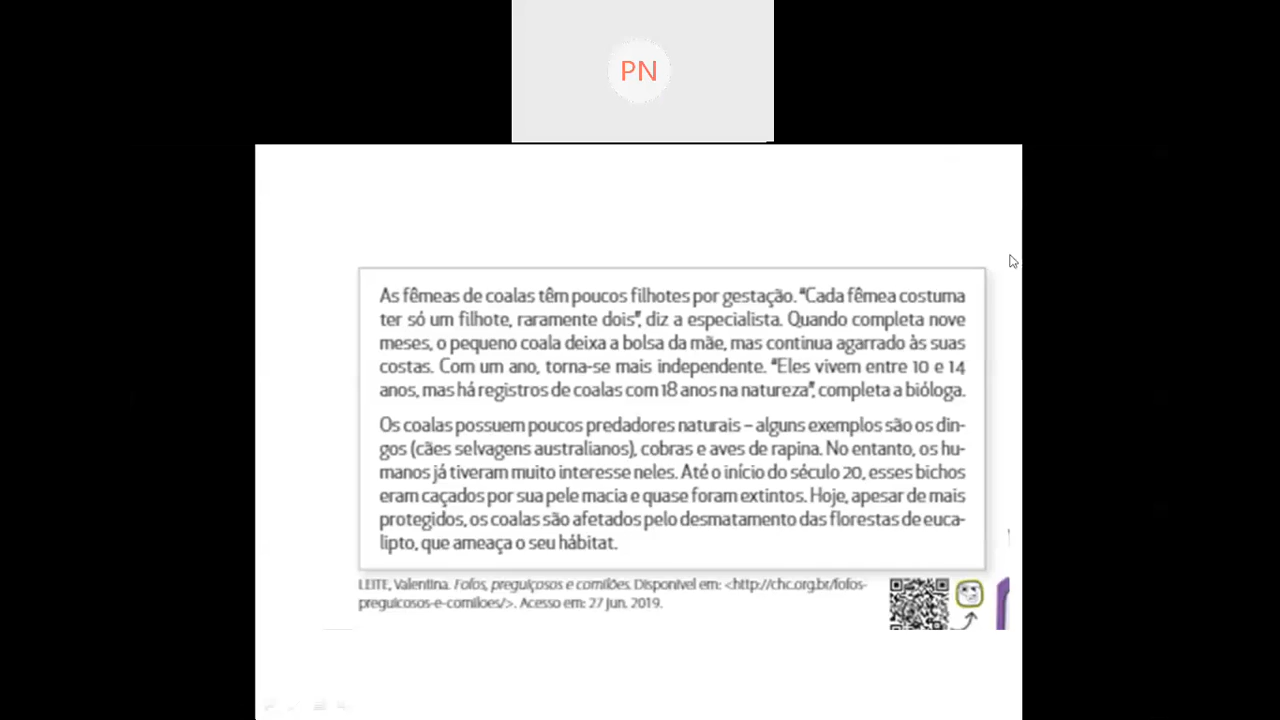 PN
As fêmeas de coalas têm poucos filhotes por gestação. "Cada fêmea costuma
ter só um filhote, raramente dois", diz a especialista. Quando completa nove
meses, o pequeno coala deixa a bolsa da mãe, mas continua agarrado às suas
costas. Com um ano, torna-se mais independente. "Eles vivem entre 10 e 14
anos, mas há registros de coalas com 18 anos na natureza", completa a bióloga.
Os coalas possuem poucos predadores naturais – alguns exemplos são os din-
gos (cães selvagens australianos), cobras e aves de rapina. No entanto, os hu-
manos já tiveram muito interesse neles. Até o início do século 20, esses bichos
eram caçados por sua pele macia e quase foram extintos. Hoje, apesar de mais
protegidos, os coalas são afetados pelo desmatamento das florestas de euca-
lipto, que ameaça o seu hábitat.
LEITE, Valentina. Fofos, preguiçosos e comilões. Disponível em: <http://chc.org.br/fofos-
preguicosos-e-comiloes/>. Acesso em: 27 jun. 2019.